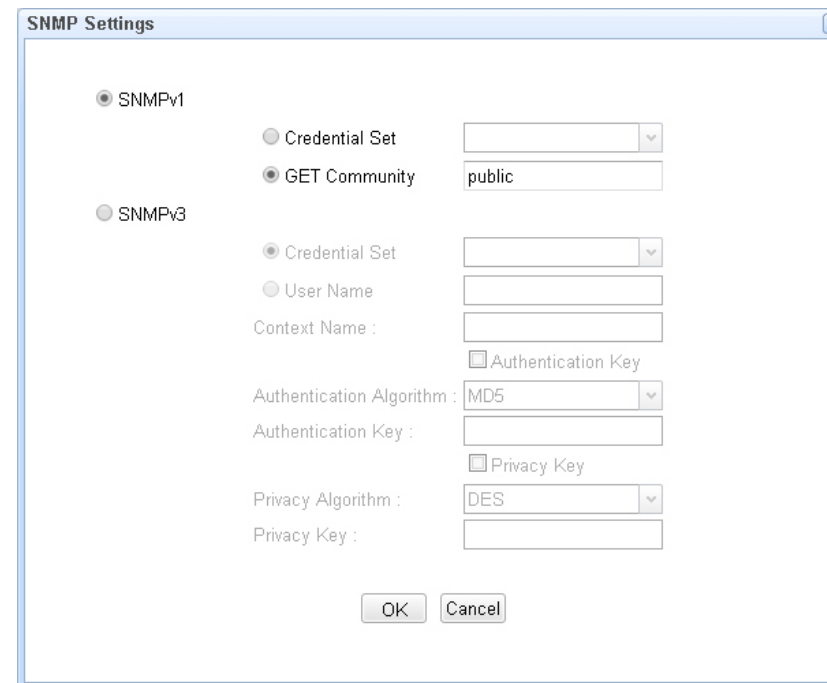 SNMP Settings
SNMPv1
Credential Set
GET Community public
SNMPv3
Credential Set
User Name
Context Name :
Authentication Key
Authentication Algorithm : MD5
Authentication Key :
Privacy Key
Privacy Algorithm : DES
Privacy Key :
OK Cancel